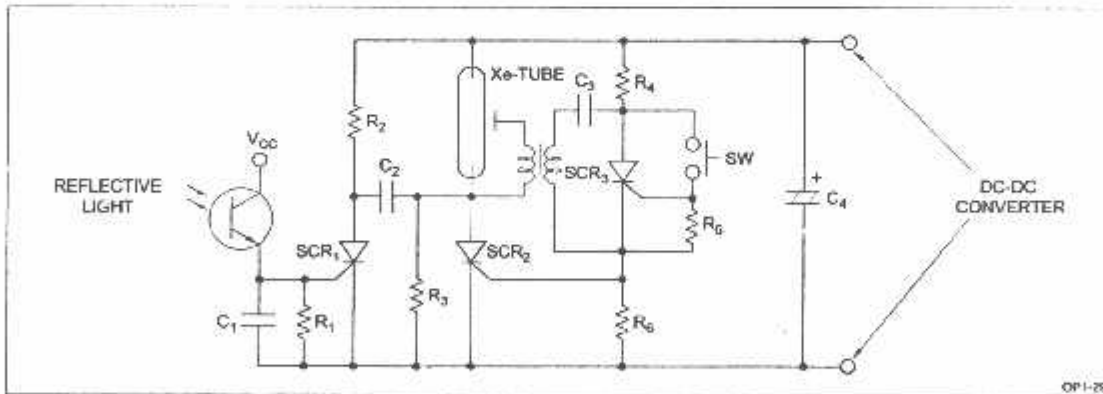 Xe-TUBE
C3
R4
R2
VCC
C2
SW
SCR3
REFLECTIVE
LIGHT
+
C4
DC-DC
CONVERTER
R6
SCR1
SCR2
R3
C1
R1
R6